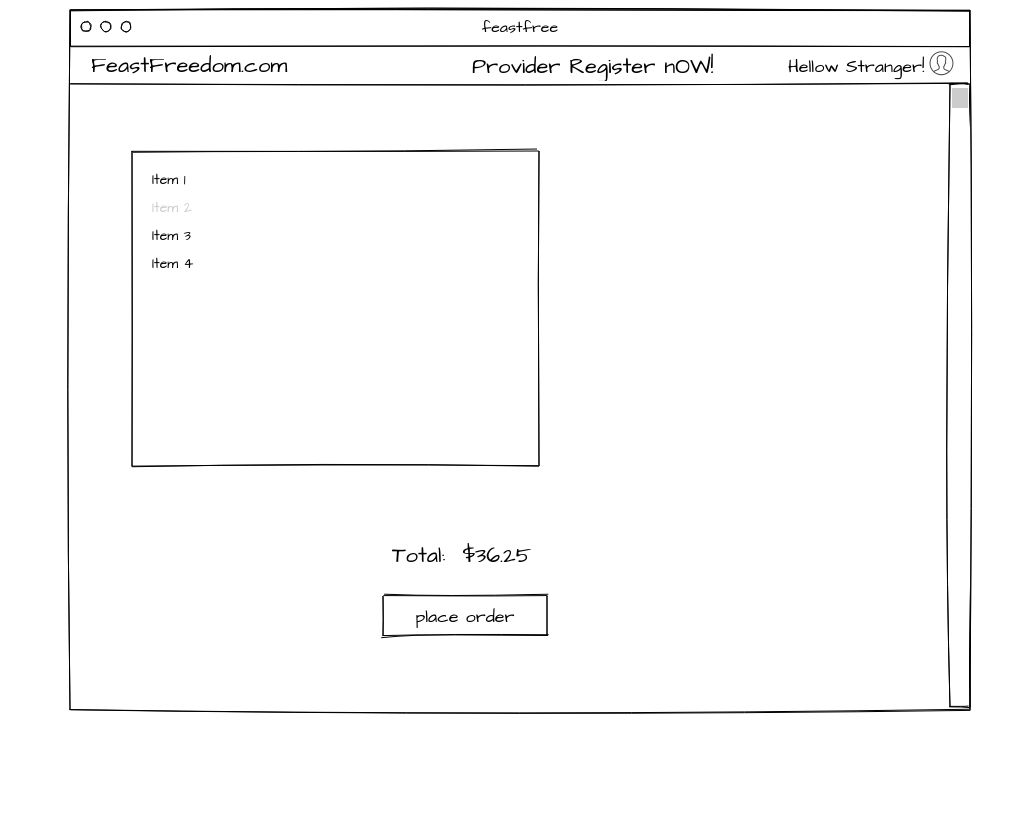 feastfree
FeastFreedom.com Provider Register nOW! Hellow Stranger!
Item 1
Item 2
Item 3
Item 4
Total: $36.25
place order